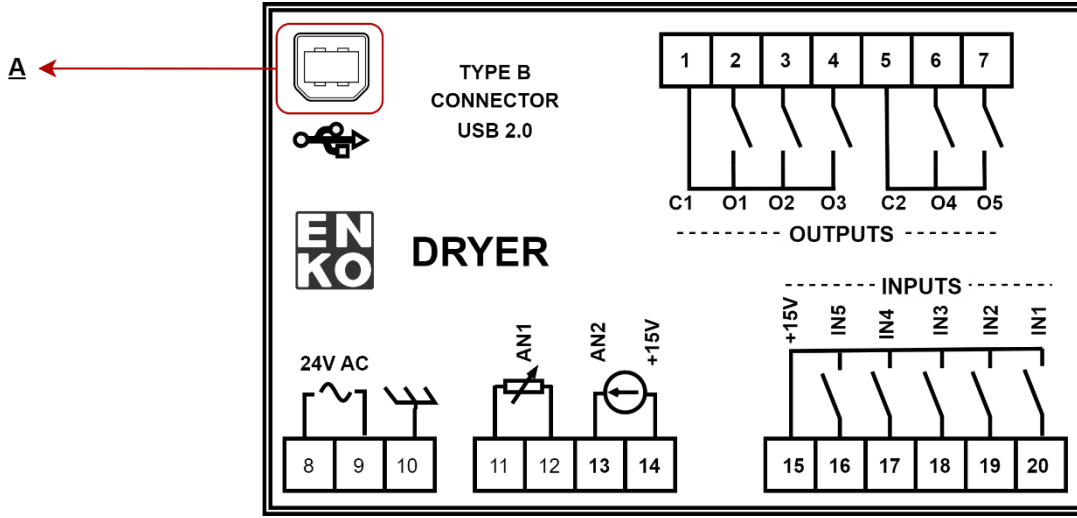 A
TYPE B
CONNECTOR
USB 2.0
1 2 3 4 5 6 7
C1 O1 O2 O3 C2 O4 O5
OUTPUTS
EN
KO
DRYER
INPUTS
+15V IN5 IN4 IN3 IN2 IN1
24V AC
AN1 AN2 +15V
8 9 10
11 12 13 14
15 16 17 18 19 20